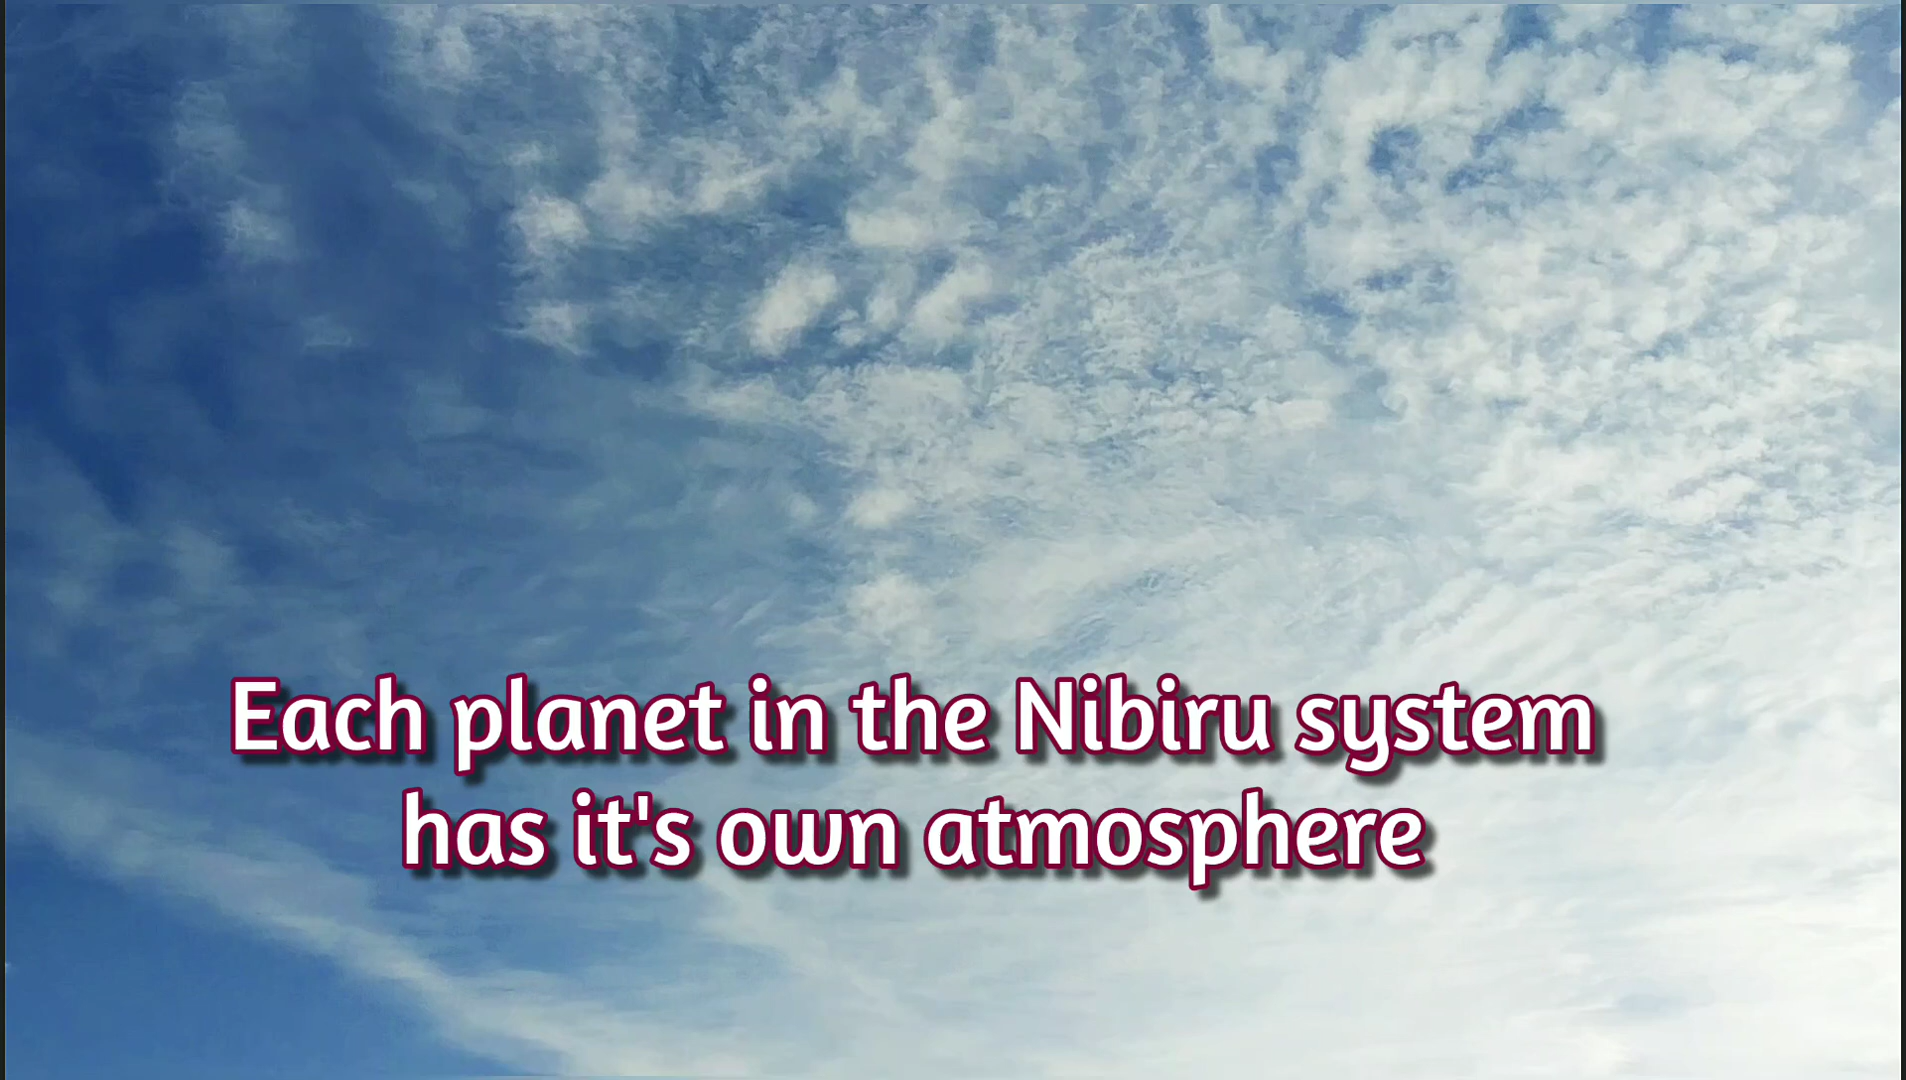 Each planet in the Nibiru system
has it's own atmosphere